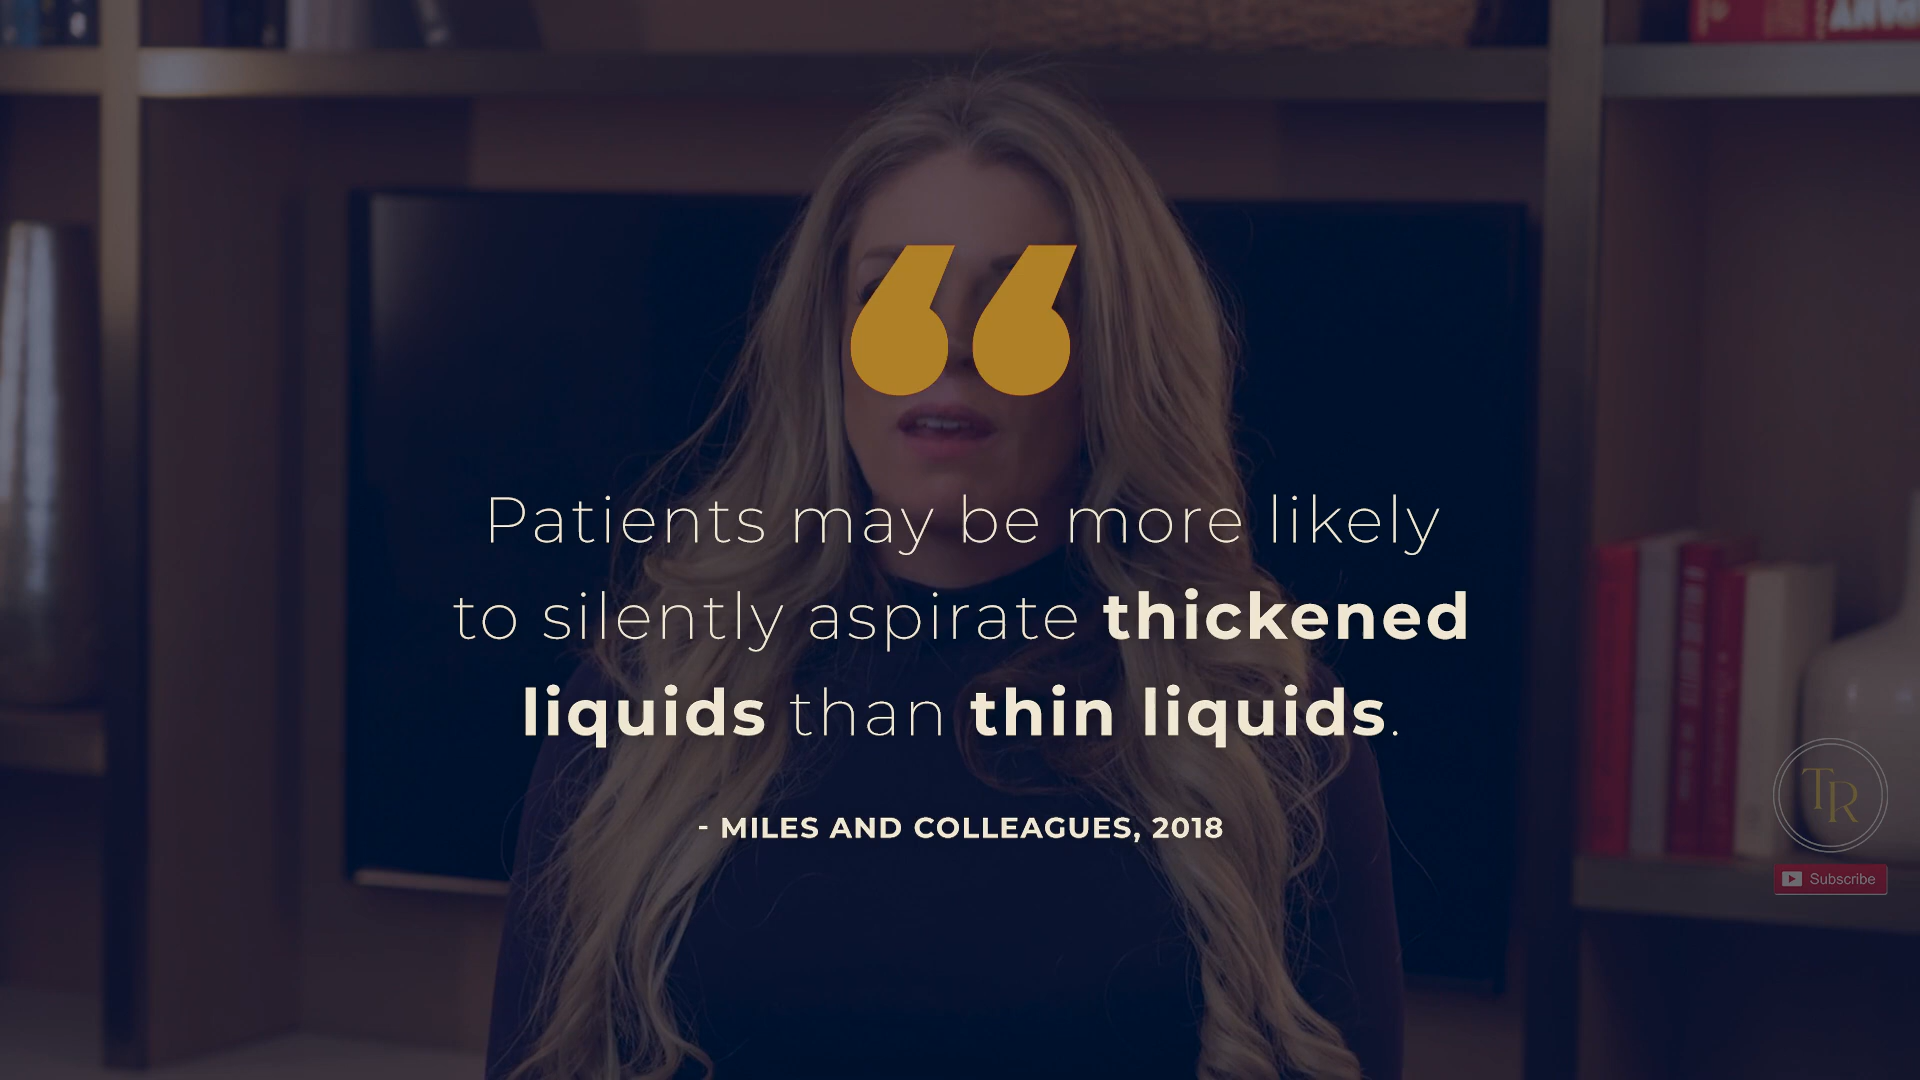 Patients may be more likely
to silently aspirate thickened
liquids than thin liquids.
- MILES AND COLLEAGUES, 2018
TR
Subscribe